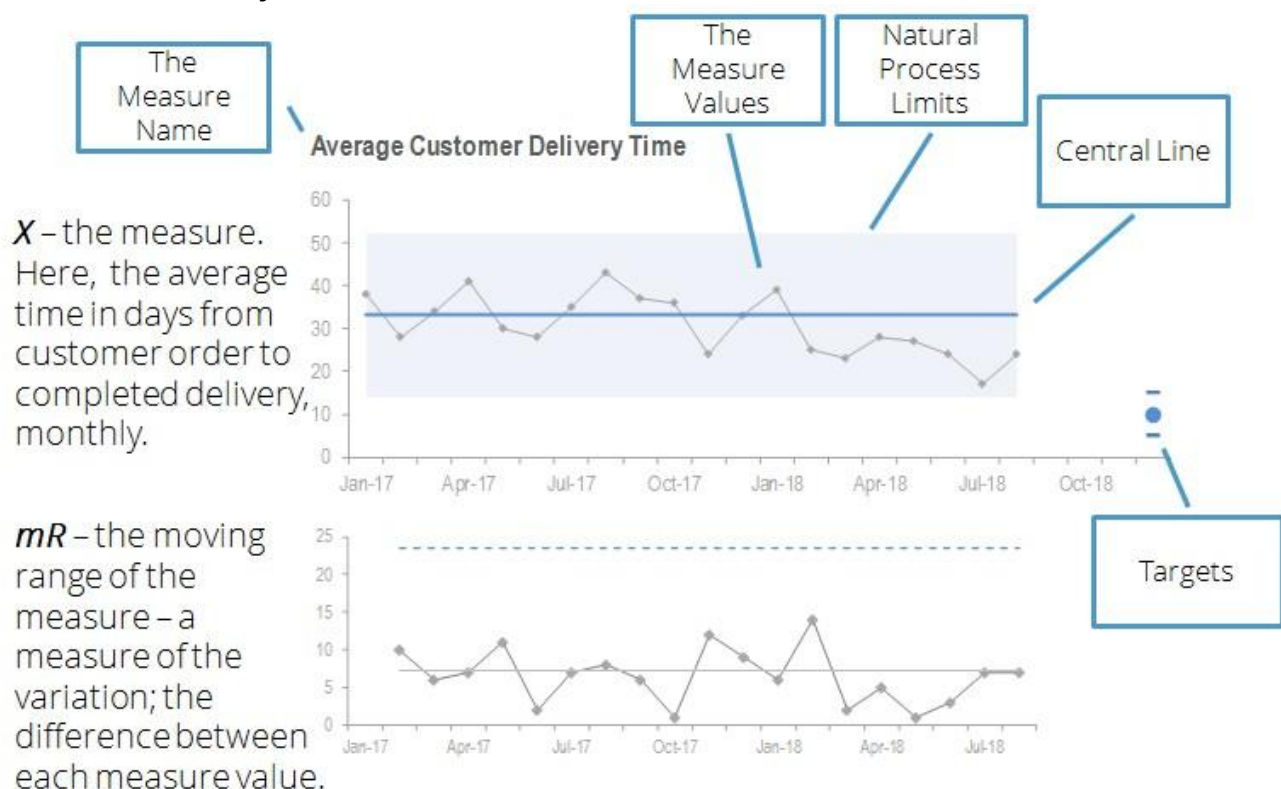 The
Measure
Name
The
Measure
Values
Natural
Process
Limits
Central Line
Average Customer Delivery Time
X – the measure.
Here, the average
time in days from
customer order to
completed delivery,
monthly.
60
50
40
30
20
10
0
Jan-17 Apr-17 Jul-17 Oct-17 Jan-18 Apr-18 Jul-18 Oct-18
Targets
mR – the moving
range of the
measure – a
measure of the
variation; the
difference between
each measure value.
25
20
15
10
5
0
Jan-17 Apr-17 Jul-17 Oct-17 Jan-18 Apr-18 Jul-18